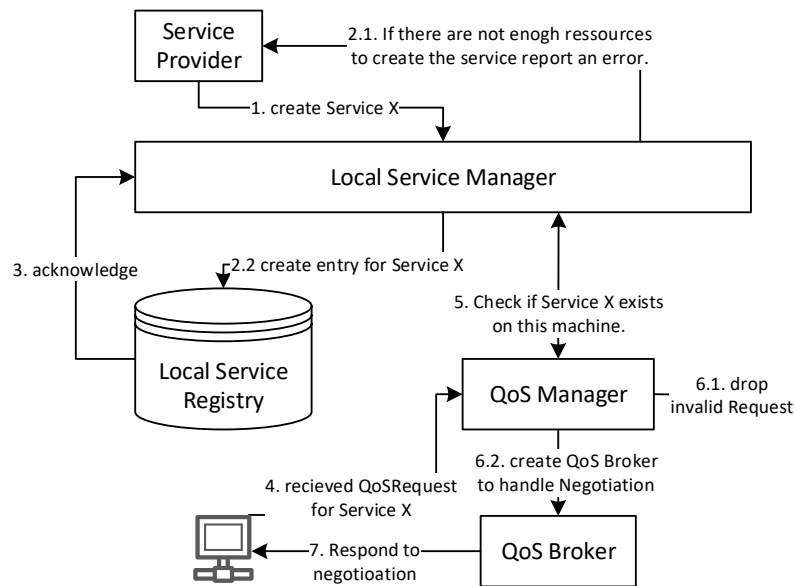 Service
Provider
2.1. If there are not enogh ressources
to create the service report an error.
1. create Service X
Local Service Manager
3. acknowledge
2.2 create entry for Service X
Local Service
Registry
5. Check if Service X exists
on this machine.
QoS Manager
6.1. drop
invalid Request
6.2. create QoS Broker
to handle Negotiation
4. recieved QoSRequest
for Service X
7. Respond to
negotioation
QoS Broker